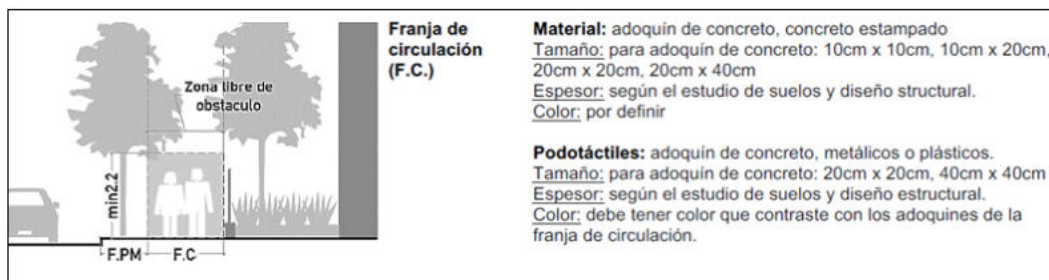 Zona libre de
obstaculo
min2.2
F.PM
F.C
Franja de
circulación
(F.C.)
Material: adoquín de concreto, concreto estampado
Tamaño: para adoquín de concreto: 10cm x 10cm, 10cm x 20cm,
20cm x 20cm, 20cm x 40cm
Espesor: según el estudio de suelos y diseño structural.
Color: por definir
Podotáctiles: adoquín de concreto, metálicos o plásticos.
Tamaño: para adoquín de concreto: 20cm x 20cm, 40cm x 40cm
Espesor: según el estudio de suelos y diseño estructural.
Color: debe tener color que contraste con los adoquines de la
franja de circulación.